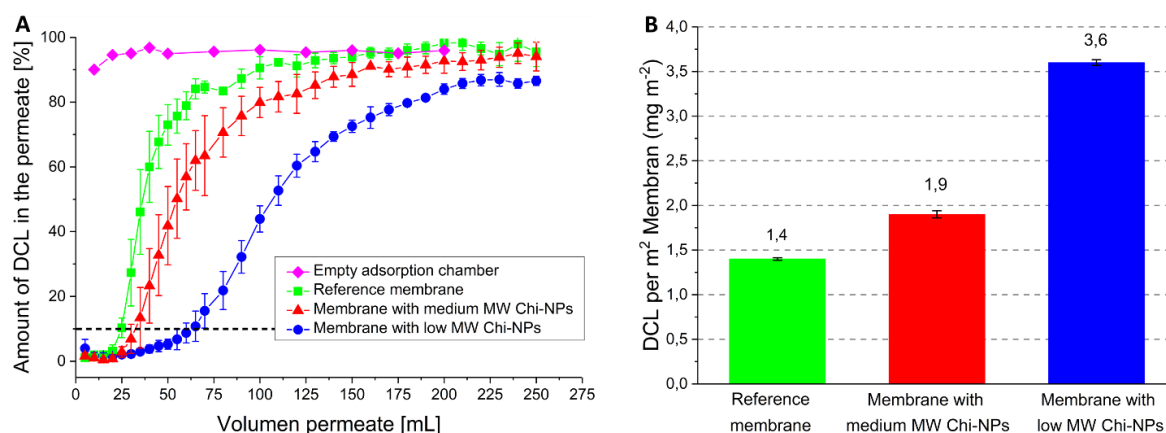 A
Amount of DCL in the permeate [%]
100
80
60
40
20
0
0
25
50
75
100
125
150
175
200
225
250
275
Volumen permeate [mL]
Empty adsorption chamber
Reference membrane
Membrane with medium MW Chi-NPs
Membrane with low MW Chi-NPs
B
DCL per m² Membran (mg m⁻²)
4,0
3,5
3,0
2,5
2,0
1,5
1,0
0,5
0,0
1,4
1,9
3,6
Reference
membrane
Membrane with
medium MW Chi-NPs
Membrane with
low MW Chi-NPs